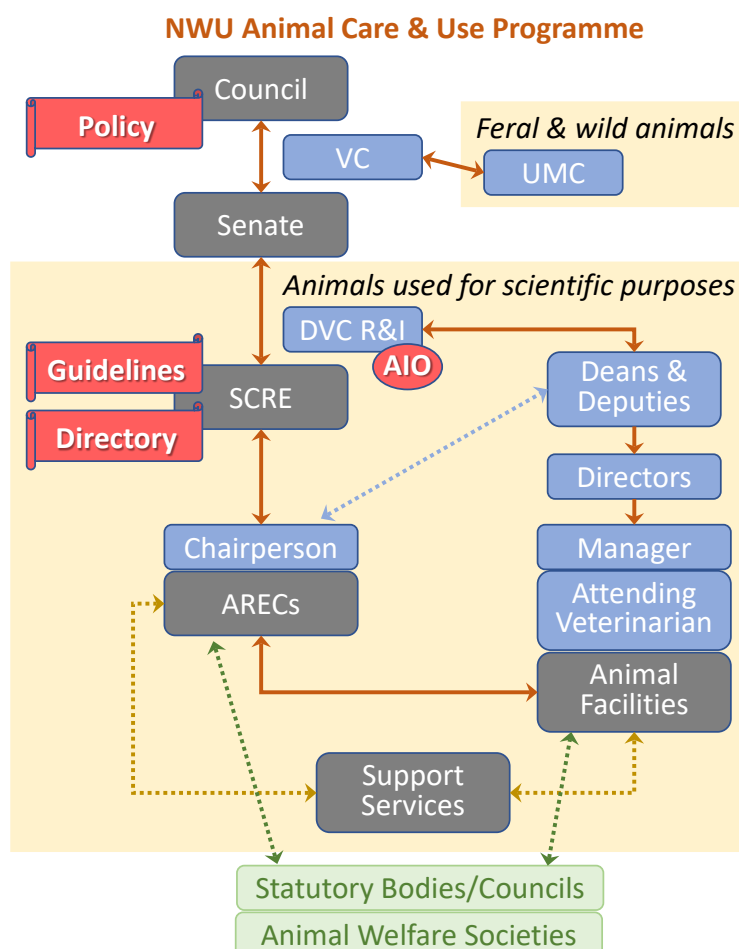 NWU Animal Care & Use Programme
Council
Policy
Feral & wild animals
VC
UMC
Senate
Animals used for scientific purposes
DVC R&I
AIO
Guidelines
Deans &
Deputies
SCRE
Directory
Directors
Chairperson
Manager
ARECs
Attending
Veterinarian
Animal
Facilities
Support
Services
Statutory Bodies/Councils
Animal Welfare Societies